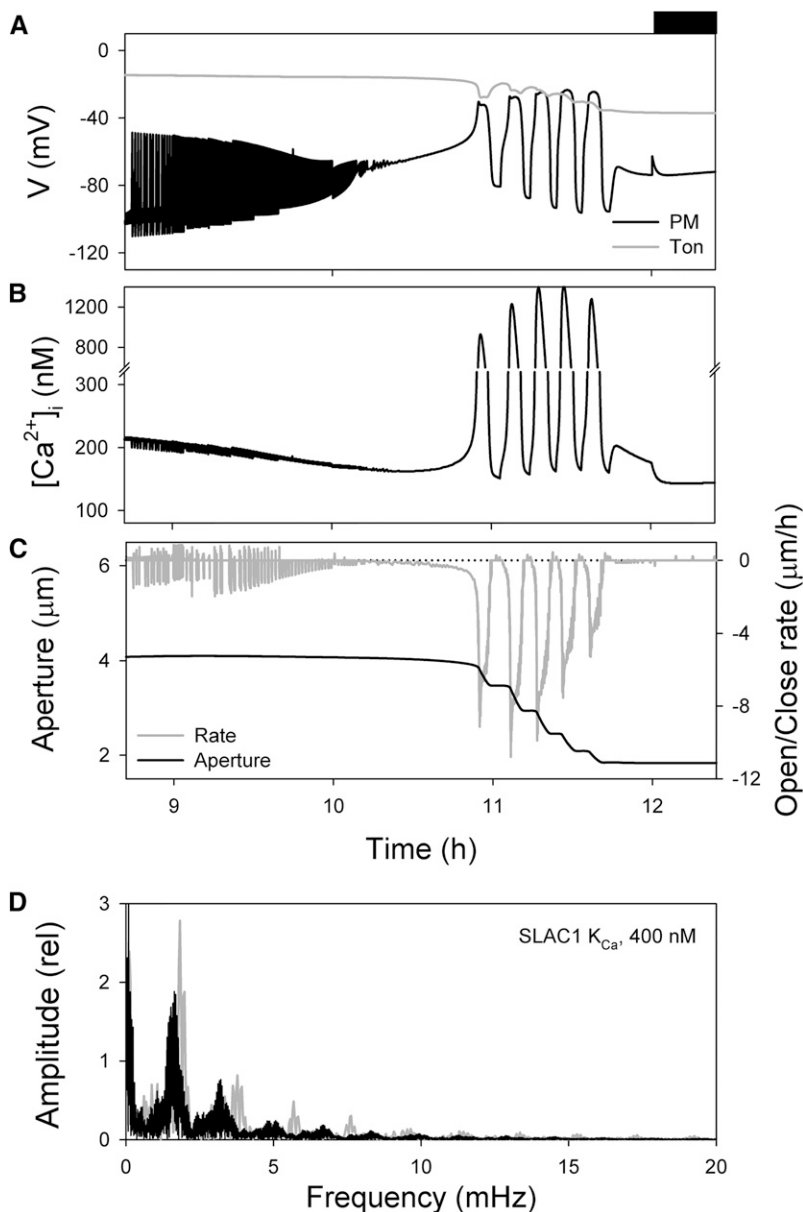 A
0
-40
-80
-120
V (mV)
PM
Ton
B
1200
800
300
200
100
[Ca2+]i (nM)
C
6
4
2
Aperture (μm)
0
-4
-8
-12
Open/Close rate (μm/h)
Rate
Aperture
9 10 11 12
Time (h)
D
3
2
1
0
Amplitude (rel)
SLAC1 KCa, 400 nM
0 5 10 15 20
Frequency (mHz)